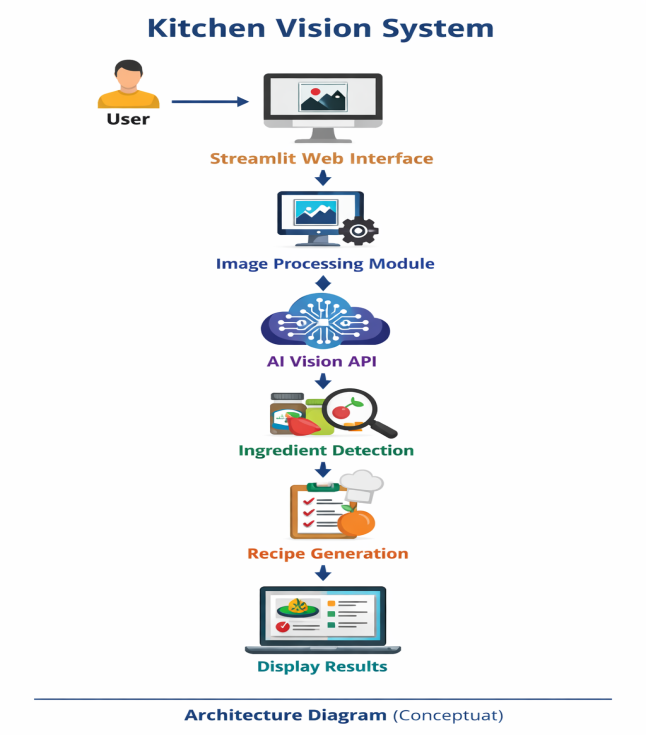 Kitchen Vision System
User
Streamlit Web Interface
Image Processing Module
AI Vision API
Ingredient Detection
Recipe Generation
Display Results
Architecture Diagram (Conceptuat)